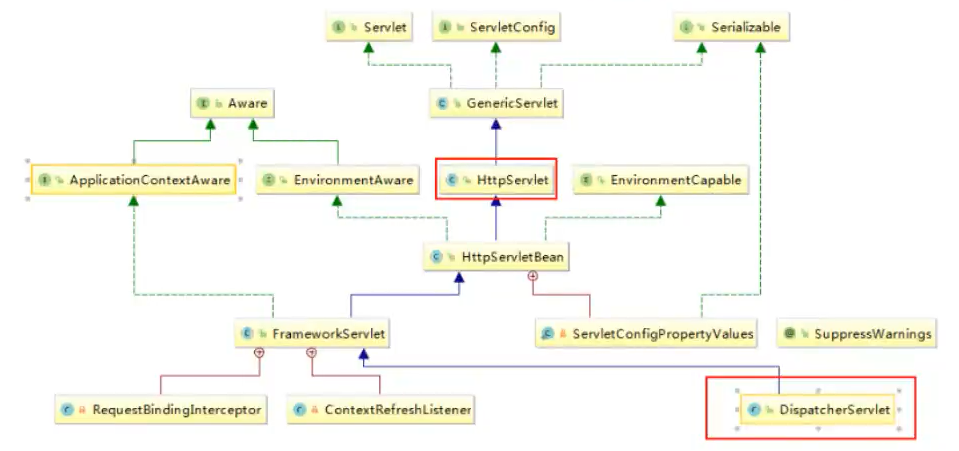 Servlet
ServletConfig
Serializable
Aware
GenericServlet
ApplicationContextAware
EnvironmentAware
HttpServlet
EnvironmentCapable
HttpServletBean
FrameworkServlet
ServletConfigPropertyValues
SuppressWarnings
RequestBindingInterceptor
ContextRefreshListener
DispatcherServlet